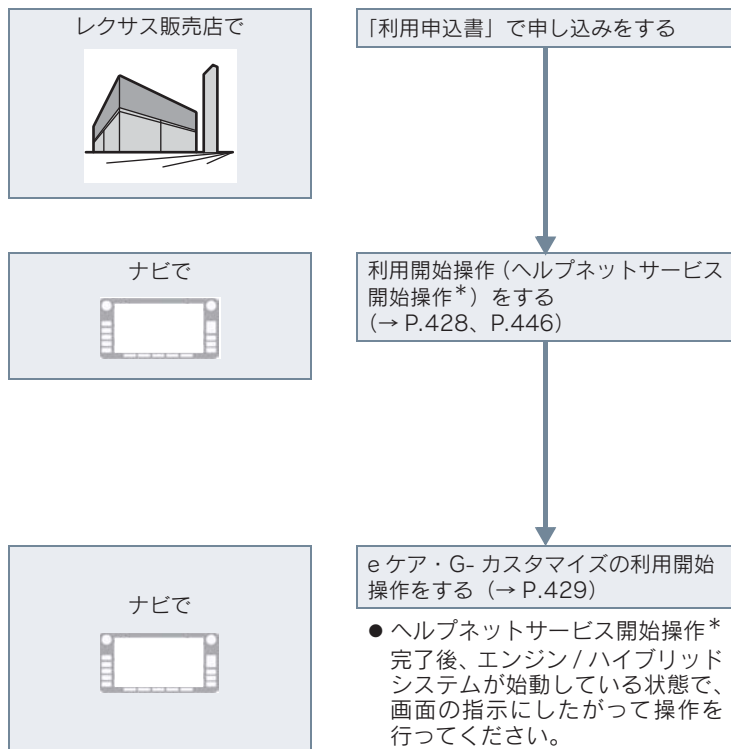 レクサス販売店で
「利用申込書」で申し込みをする
ナビで
利用開始操作（ヘルプネットサービス
開始操作*）をする
（→ P.428、P.446）
ナビで
e ケア・G- カスタマイズの利用開始
操作をする（→ P.429）
● ヘルプネットサービス開始操作*
完了後、エンジン / ハイブリッド
システムが始動している状態で、
画面の指示にしたがって操作を
行ってください。